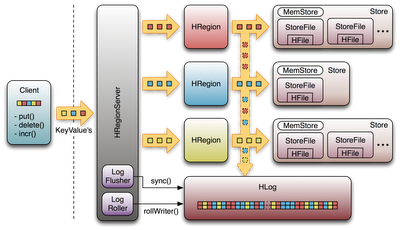 Client
- put()
- delete()
- incr()
KeyValue's
HRegionServer
Log
Flusher
Log
Roller
sync()
rollWriter()
HRegion
MemStore
Store
StoreFile
HFile
StoreFile
HFile
...
HRegion
MemStore
Store
StoreFile
HFile
HRegion
MemStore
Store
StoreFile
HFile
StoreFile
HFile
...
HLog